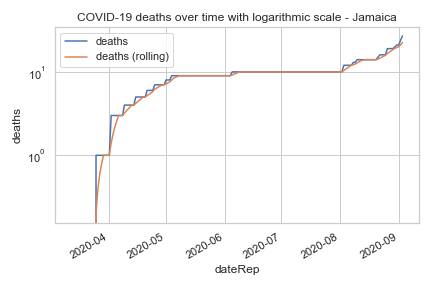 COVID-19 deaths over time with logarithmic scale - Jamaica
deaths
deaths (rolling)
10¹
10⁰
deaths
2020-04
2020-05
2020-06
2020-07
2020-08
2020-09
dateRep